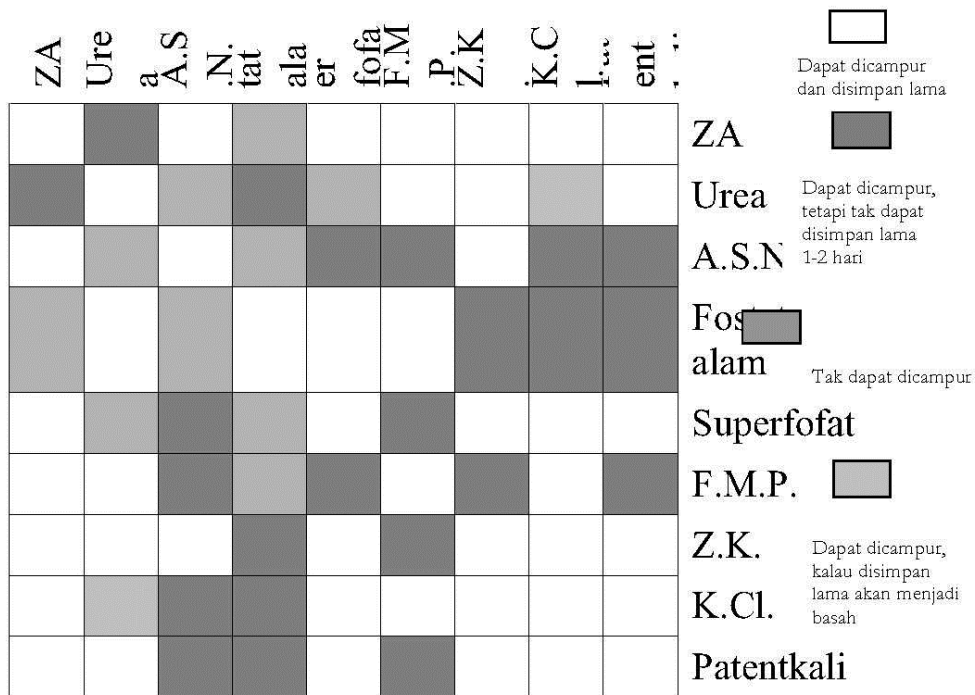 ZA
Ure
a
A.S
.N.
tat
ala
er
fofa
F.M
.P.
Z.K
.
K.C
l.
ent
Dapat dicampur
dan disimpan lama
ZA
Urea
Dapat dicampur,
tetapi tak dapat
disimpan lama
1-2 hari
A.S.N
alam
Tak dapat dicampur
Superfofat
F.M.P.
Z.K.
Dapat dicampur,
kalau disimpan
lama akan menjadi
basah
K.Cl.
Patentkali